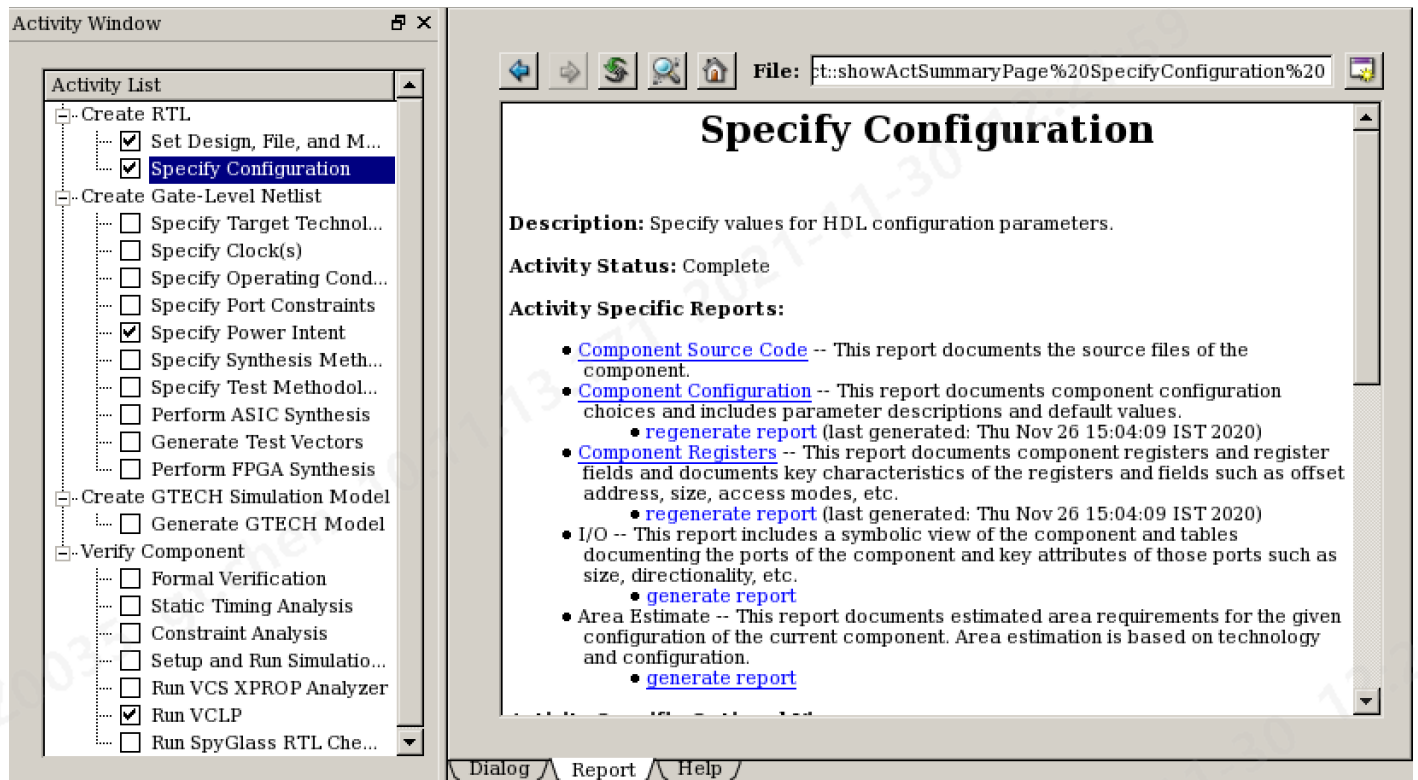 Activity Window
Activity List
Create RTL
Set Design, File, and M...
Specify Configuration
Create Gate-Level Netlist
Specify Target Technol...
Specify Clock(s)
Specify Operating Cond...
Specify Port Constraints
Specify Power Intent
Specify Synthesis Meth...
Specify Test Methodol...
Perform ASIC Synthesis
Generate Test Vectors
Perform FPGA Synthesis
Create GTECH Simulation Model
Generate GTECH Model
Verify Component
Formal Verification
Static Timing Analysis
Constraint Analysis
Setup and Run Simulatio...
Run VCS XPROP Analyzer
Run VCLP
Run SpyGlass RTL Che...
File: ct::showActSummaryPage%20SpecifyConfiguration%20
Specify Configuration
Description: Specify values for HDL configuration parameters.
Activity Status: Complete
Activity Specific Reports:
• Component Source Code -- This report documents the source files of the
component.
• Component Configuration -- This report documents component configuration
choices and includes parameter descriptions and default values.
• regenerate report (last generated: Thu Nov 26 15:04:09 IST 2020)
• Component Registers -- This report documents component registers and register
fields and documents key characteristics of the registers and fields such as offset
address, size, access modes, etc.
• regenerate report (last generated: Thu Nov 26 15:04:09 IST 2020)
• I/O -- This report includes a symbolic view of the component and tables
documenting the ports of the component and key attributes of those ports such as
size, directionality, etc.
• generate report
• Area Estimate -- This report documents estimated area requirements for the given
configuration of the current component. Area estimation is based on technology
and configuration.
• generate report
Dialog
Report
Help